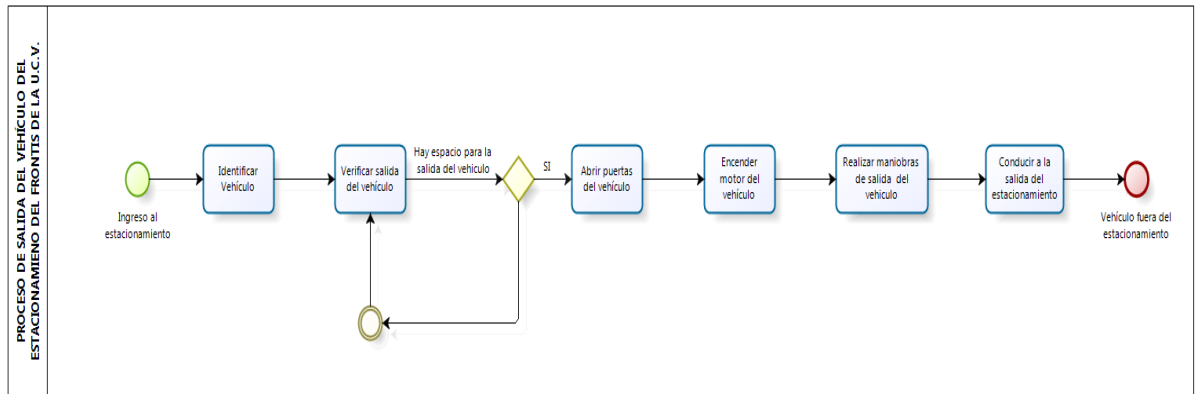 PROCESO DE SALIDA DEL VEHÍCULO DEL
ESTACIONAMIENO DEL FRONTIS DE LA U.C.V.
Ingreso al
estacionamiento
Identificar
Vehículo
Verificar salida
del vehículo
Hay espacio para la
salida del vehiculo
SI
Abrir puertas
del vehículo
Encender
motor del
vehículo
Realizar maniobras
de salida del
vehiculo
Conducir a la
salida del
estacionamiento
Vehículo fuera del
estacionamiento